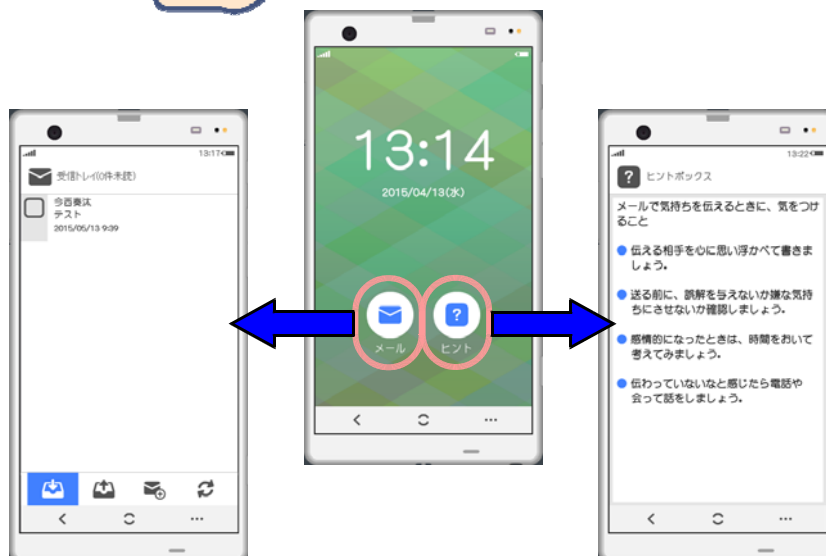 13:14
2015/04/13(水)
メール
ヒント
13:17
受信トレイ(0件未読)
今西奏汰
テスト
2015/05/13 9:39
13:22
?
ヒントボックス
メールで気持ちを伝えるときに、気をつけ
ること
伝える相手を心に思い浮かべて書きま
しょう。
送る前に、誤解を与えないか嫌な気持
ちにさせないか確認しましょう。
感情的になったときは、時間をおいて
考えてみましょう。
伝わっていないなと感じたら電話や
会って話をしましょう。